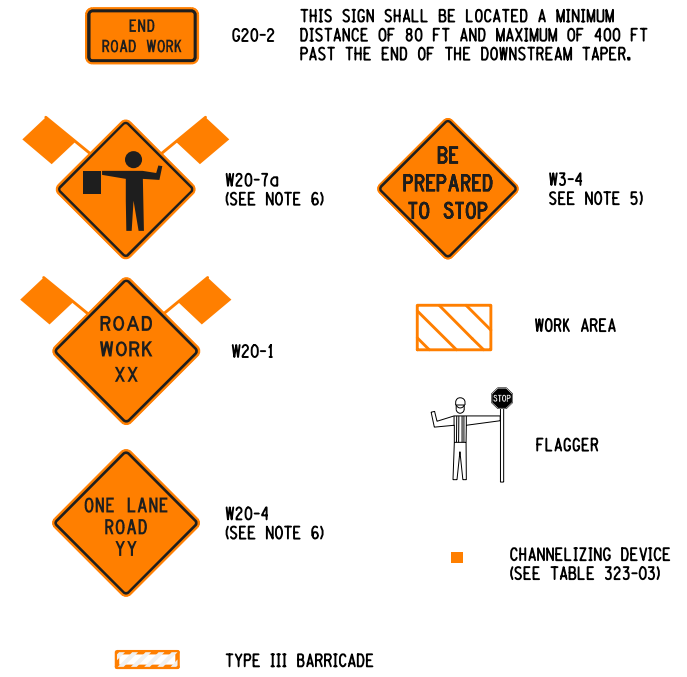 END
ROAD WORK
G20-2
THIS SIGN SHALL BE LOCATED A MINIMUM
DISTANCE OF 80 FT AND MAXIMUM OF 400 FT
PAST THE END OF THE DOWNSTREAM TAPER.
W20-7a
(SEE NOTE 6)
BE
PREPARED
TO STOP
W3-4
SEE NOTE 5)
ROAD
WORK
XX
W20-1
WORK AREA
STOP
FLAGGER
ONE LANE
ROAD
YY
W20-4
(SEE NOTE 6)
CHANNELIZING DEVICE
(SEE TABLE 323-03)
TYPE III BARRICADE